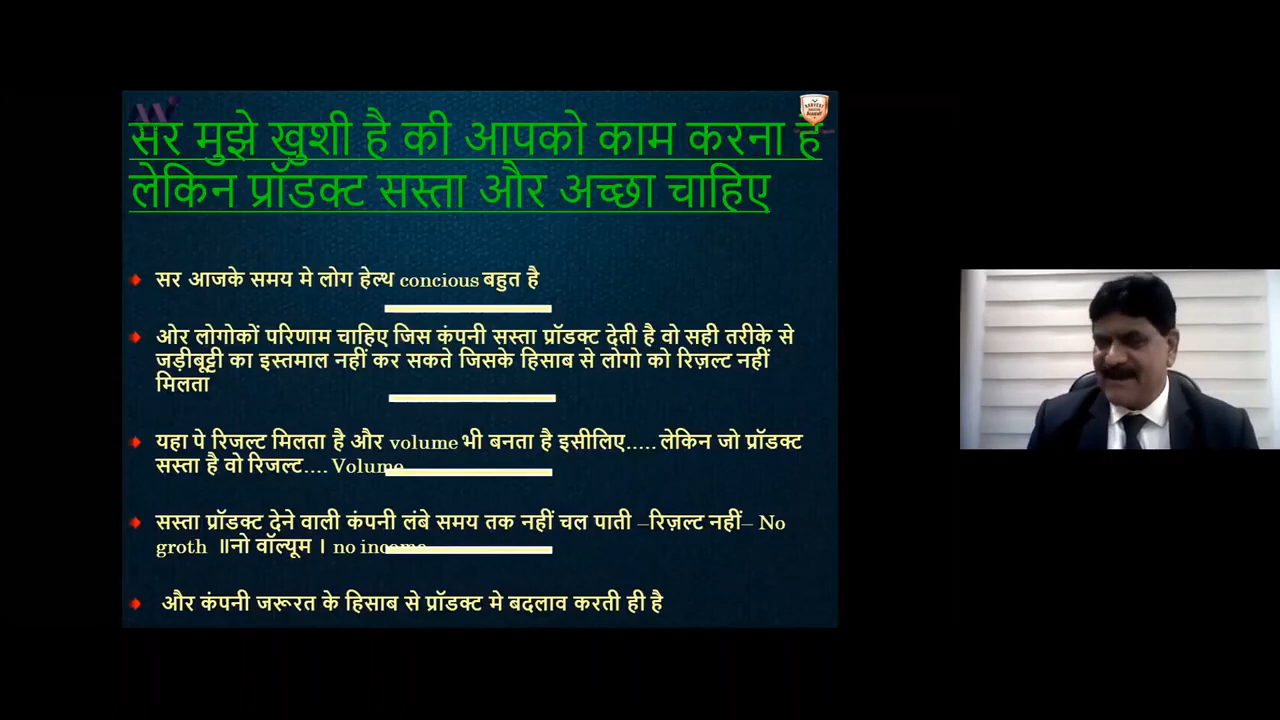 सर मुझे खुशी है की आपको काम करना है
लेकिन प्रॉडक्ट सस्ता और अच्छा चाहिए
सर आजके समय मे लोग हेल्थ concious बहुत है
ओर लोगोकों परिणाम चाहिए जिस कंपनी सस्ता प्रॉडक्ट देती है वो सही तरीके से
जड़ीबूट्टी का इस्तमाल नहीं कर सकते जिसके हिसाब से लोगो को रिज़ल्ट नहीं
मिलता
यहा पे रिजल्ट मिलता है और volume भी बनता है इसीलिए..... लेकिन जो प्रॉडक्ट
सस्ता है वो रिजल्ट.... Volume
सस्ता प्रॉडक्ट देने वाली कंपनी लंबे समय तक नहीं चल पाती –रिज़ल्ट नहीं– No
groth ॥नो वॉल्यूम । no income
और कंपनी जरूरत के हिसाब से प्रॉडक्ट मे बदलाव करती ही है